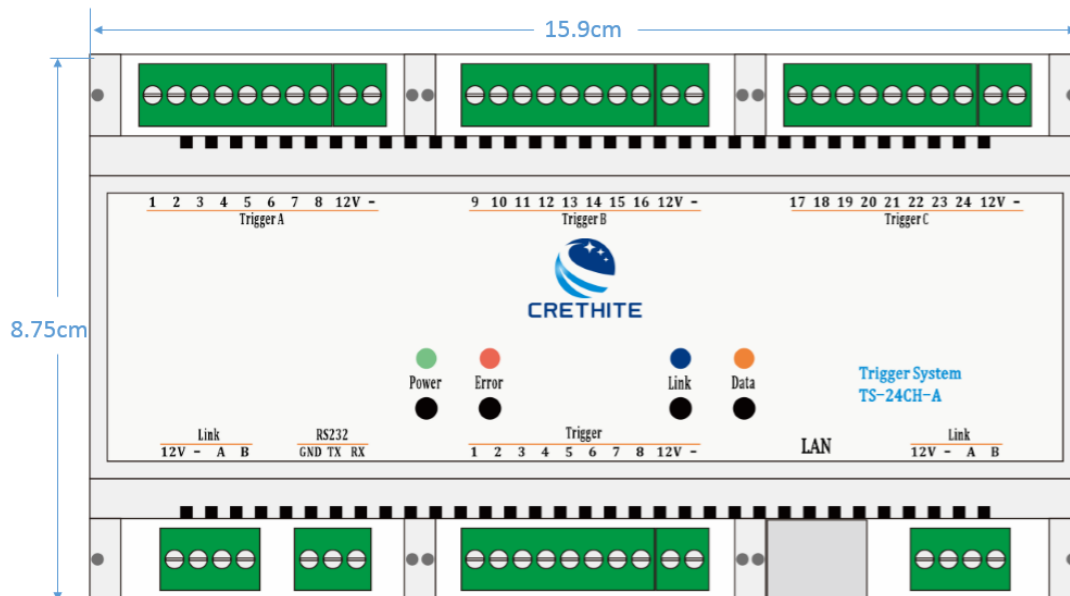 15.9cm
8.75cm
1 2 3 4 5 6 7 8 12V -
Trigger A
9 10 11 12 13 14 15 16 12V -
Trigger B
17 18 19 20 21 22 23 24 12V -
Trigger C
CRETHITE
Power
Error
Link
Data
Trigger System
TS-24CH-A
Link
12V - A B
RS232
GND TX RX
Trigger
1 2 3 4 5 6 7 8 12V -
LAN
Link
12V - A B